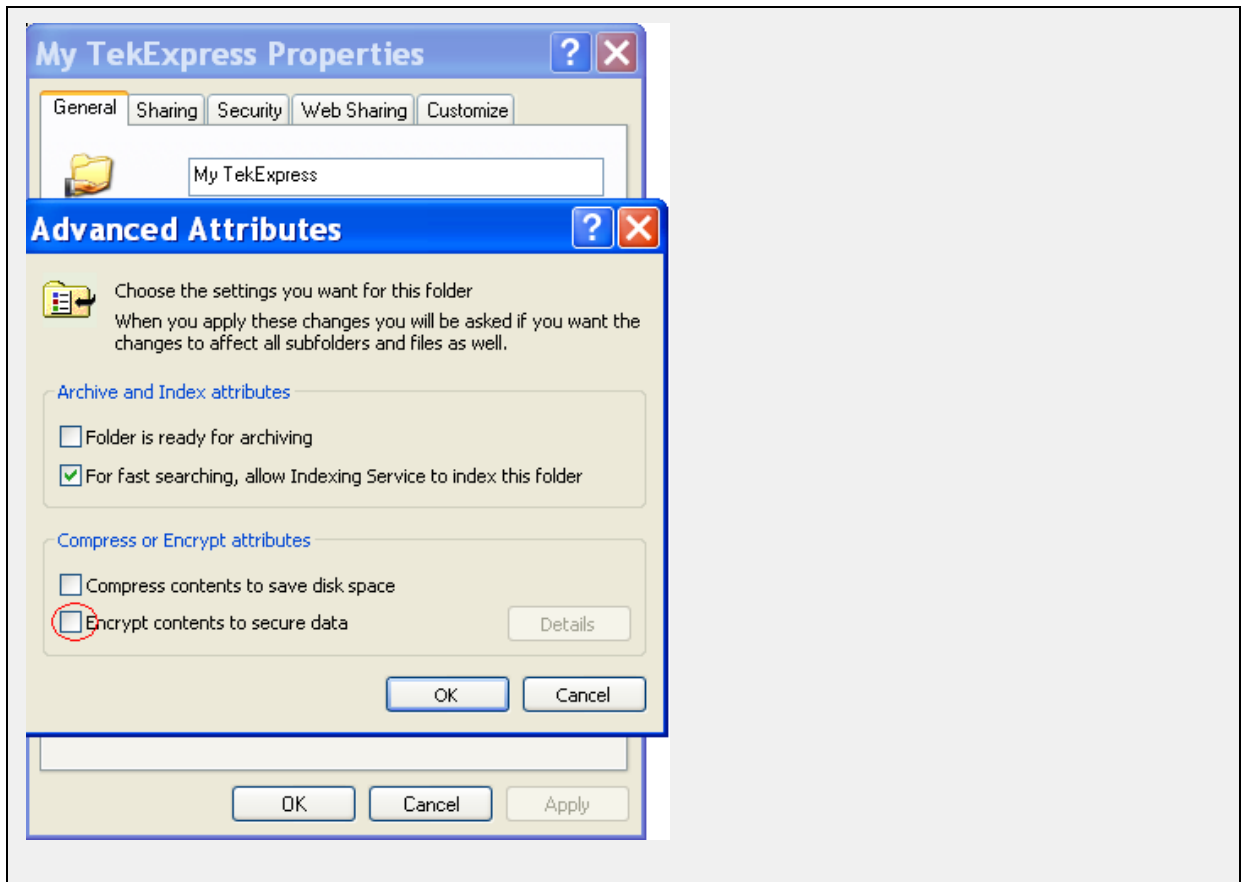 My TekExpress Properties
General Sharing Security Web Sharing Customize
My TekExpress
Advanced Attributes
Choose the settings you want for this folder
When you apply these changes you will be asked if you want the
changes to affect all subfolders and files as well.
Archive and Index attributes
Folder is ready for archiving
For fast searching, allow Indexing Service to index this folder
Compress or Encrypt attributes
Compress contents to save disk space
Encrypt contents to secure data Details
OK Cancel
OK Cancel Apply